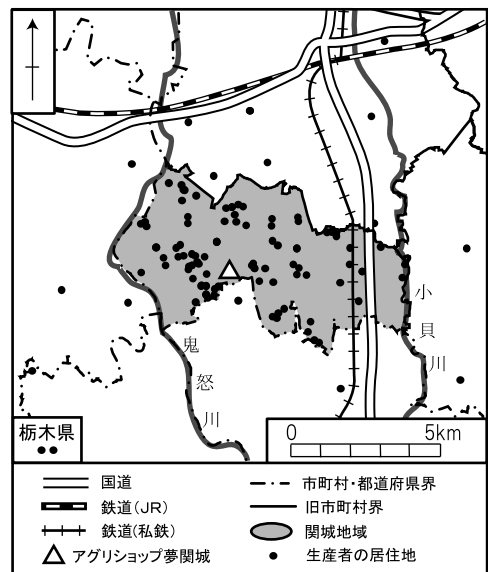 小貝川
鬼怒川
栃木県
0 5km
国道
鉄道(JR)
鉄道(私鉄)
アグリショップ夢関城
市町村・都道府県界
旧市町村界
関城地域
生産者の居住地